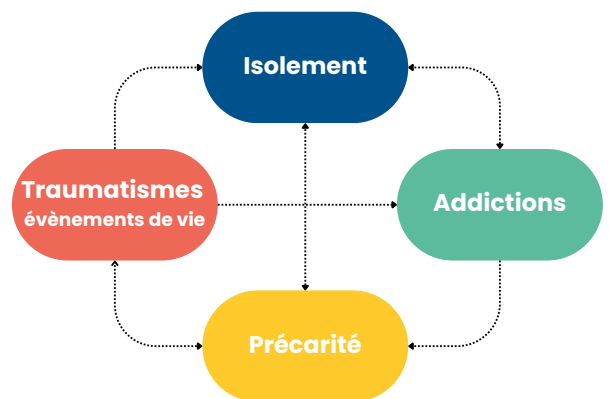 Isolement
Traumatismes
évènements de vie
Addictions
Précarité